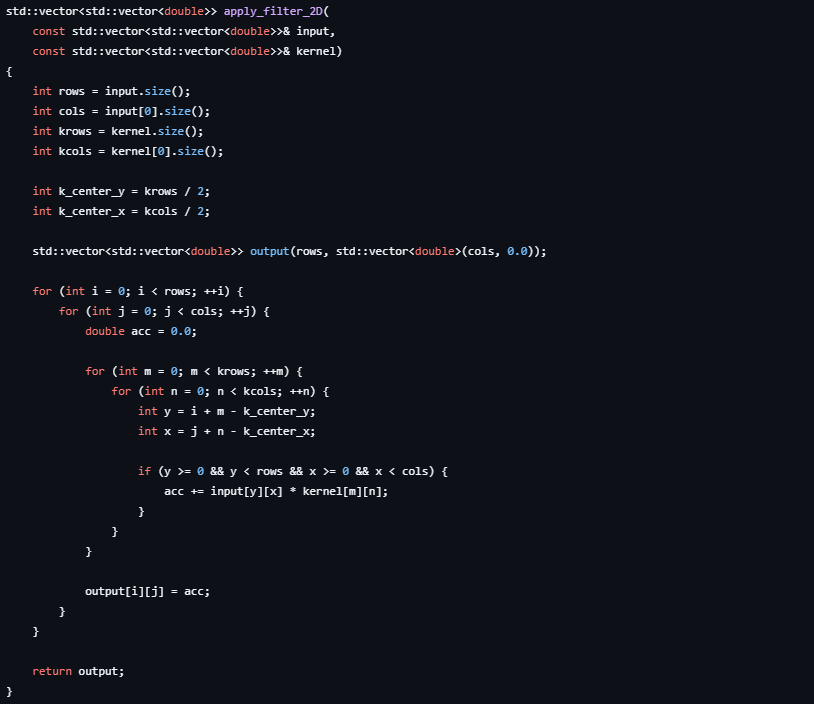 std::vector<std::vector<double>> apply_filter_2D(
    const std::vector<std::vector<double>>& input,
    const std::vector<std::vector<double>>& kernel)
{
    int rows = input.size();
    int cols = input[0].size();
    int krows = kernel.size();
    int kcols = kernel[0].size();

    int k_center_y = krows / 2;
    int k_center_x = kcols / 2;

    std::vector<std::vector<double>> output(rows, std::vector<double>(cols, 0.0));

    for (int i = 0; i < rows; ++i) {
        for (int j = 0; j < cols; ++j) {
            double acc = 0.0;

            for (int m = 0; m < krows; ++m) {
                for (int n = 0; n < kcols; ++n) {
                    int y = i + m - k_center_y;
                    int x = j + n - k_center_x;

                    if (y >= 0 && y < rows && x >= 0 && x < cols) {
                        acc += input[y][x] * kernel[m][n];
                    }
                }
            }

            output[i][j] = acc;
        }
    }

    return output;
}